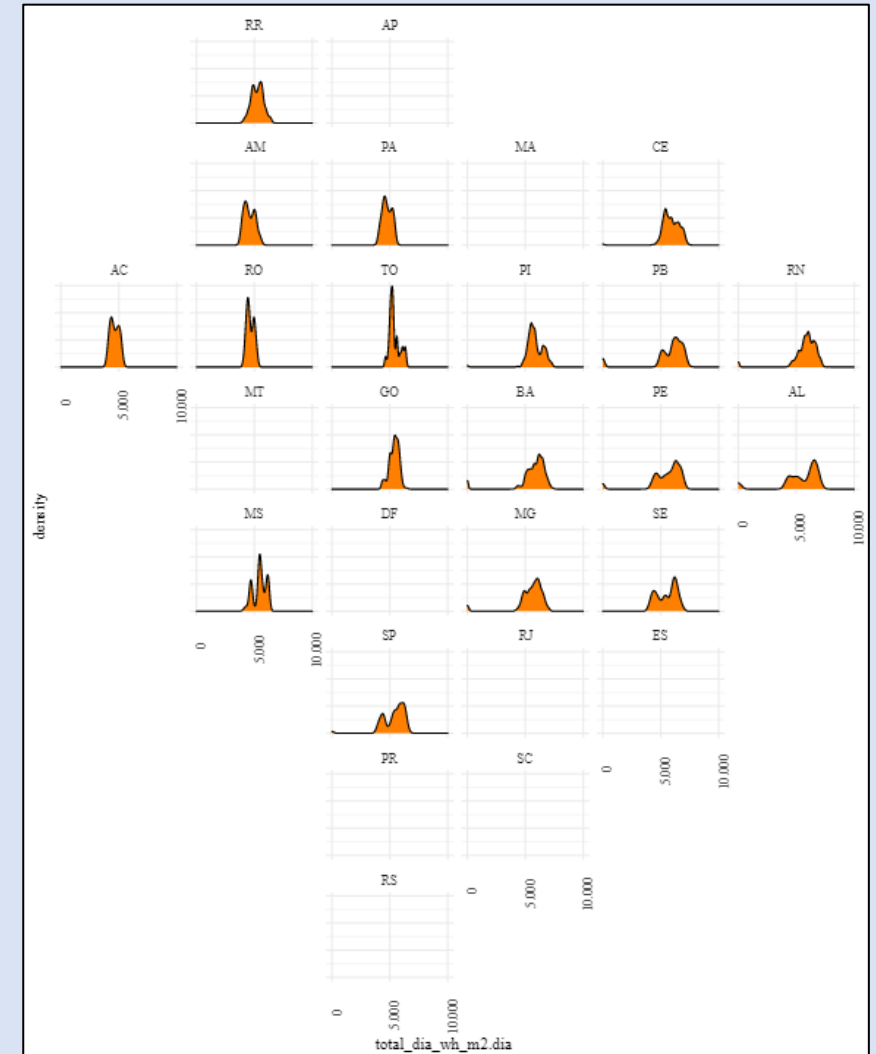 RR AP
AM PA MA CE
AC RO TO PI PB RN
0 5.000 10.000
MT GO BA PE AL
0 5.000 10.000
density
MS DF MG SE
0 5.000 10.000
SP RJ ES
0 5.000 10.000
PR SC
0 5.000 10.000
RS
0 5.000 10.000
total_dia_wh_m2.dia